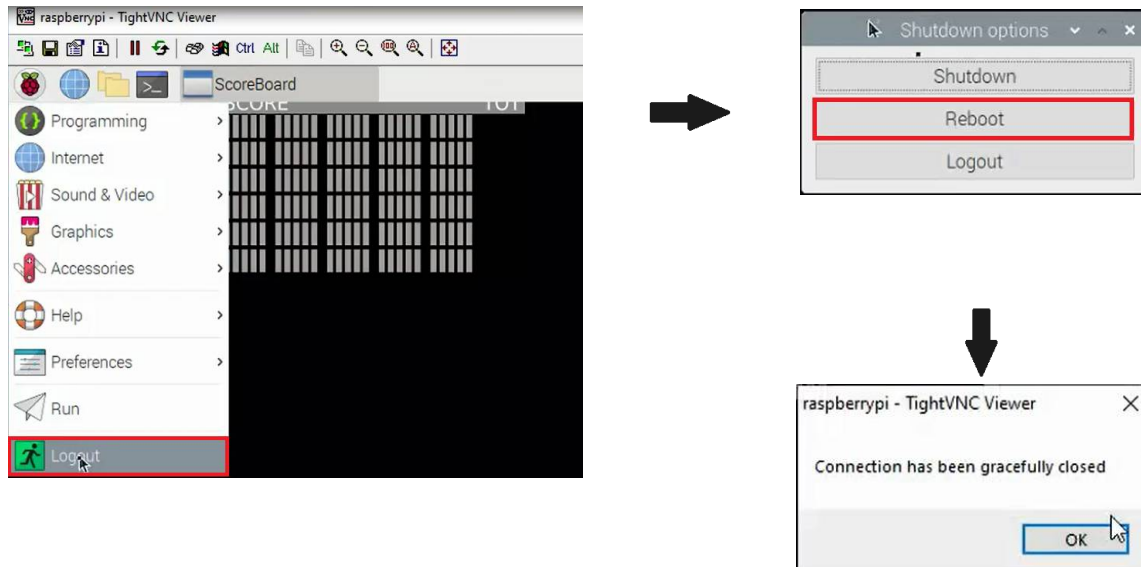 raspberrypi - TightVNC Viewer
Ctrl Alt
ScoreBoard
SCORE TOT
Programming
Internet
Sound & Video
Graphics
Accessories
Help
Preferences
Run
Logout
Shutdown options
Shutdown
Reboot
Logout
raspberrypi - TightVNC Viewer
Connection has been gracefully closed
OK